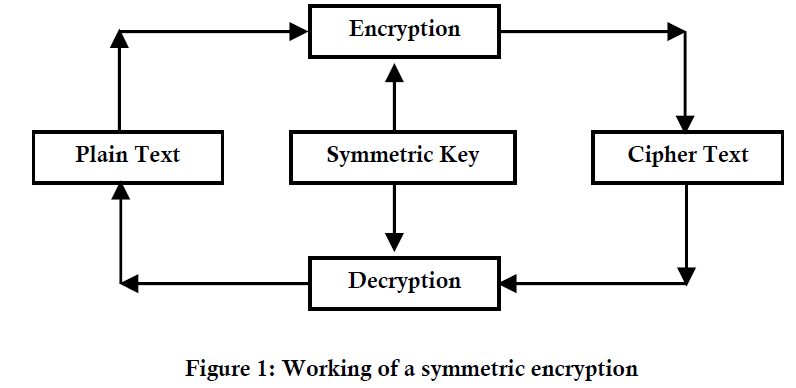 Encryption
Plain Text
Symmetric Key
Cipher Text
Decryption
Figure 1: Working of a symmetric encryption